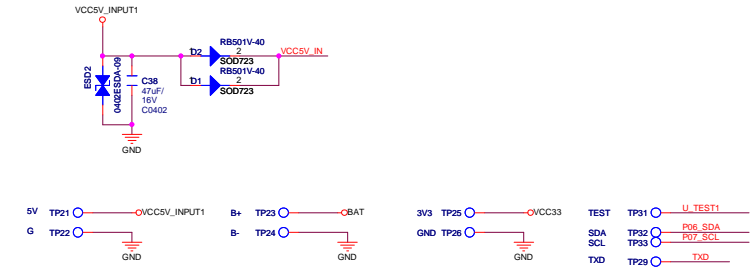 VCC5V_INPUT1
RB501V-40
D2 2 VCC5V_IN
SOD723
RB501V-40
D1 2
SOD723
ESD2
0402ESDA-09
C38
47uF/
16V
C0402
GND
5V TP21 VCC5V_INPUT1
G TP22
GND
B+ TP23 BAT
B- TP24
GND
3V3 TP25 VCC33
GND TP26
GND
TEST TP31 U_TEST1
SDA TP32 P06_SDA
SCL TP33 P07_SCL
TXD TP29 TXD